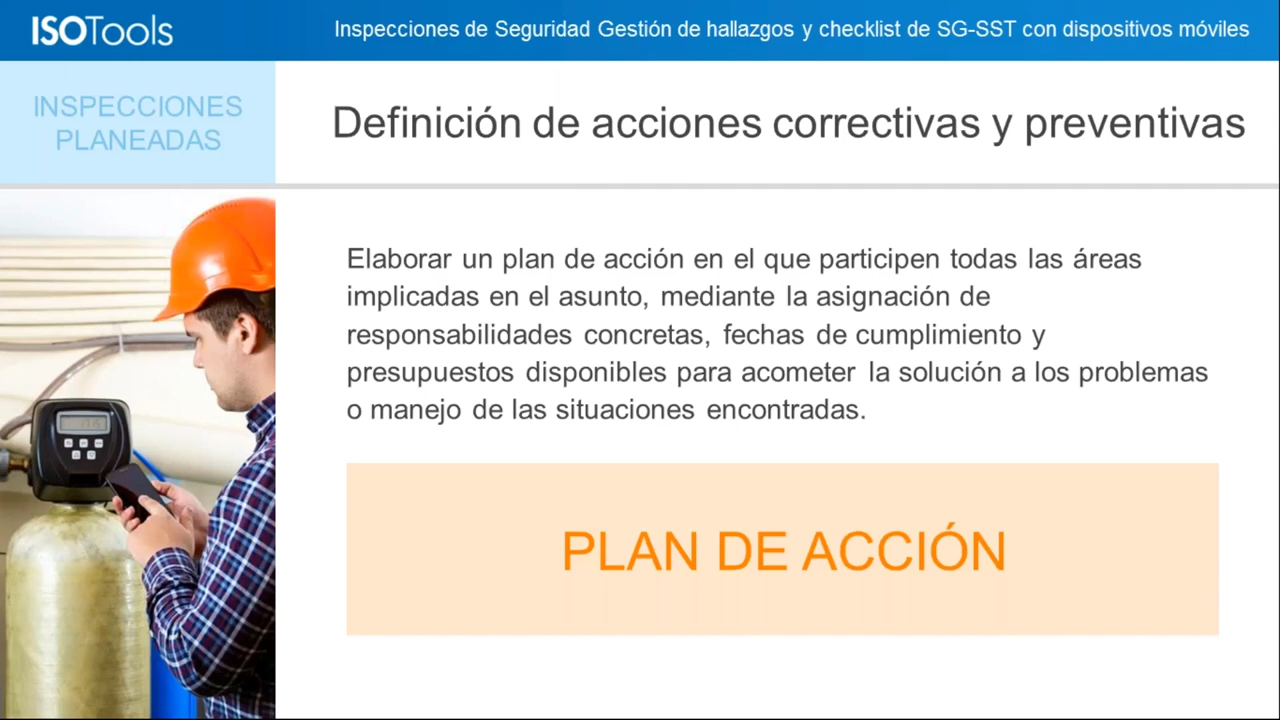 ISOTools
Inspecciones de Seguridad Gestión de hallazgos y checklist de SG-SST con dispositivos móviles
INSPECCIONES
PLANEADAS
Definición de acciones correctivas y preventivas
Elaborar un plan de acción en el que participen todas las áreas
implicadas en el asunto, mediante la asignación de
responsabilidades concretas, fechas de cumplimiento y
presupuestos disponibles para acometer la solución a los problemas
o manejo de las situaciones encontradas.
PLAN DE ACCIÓN